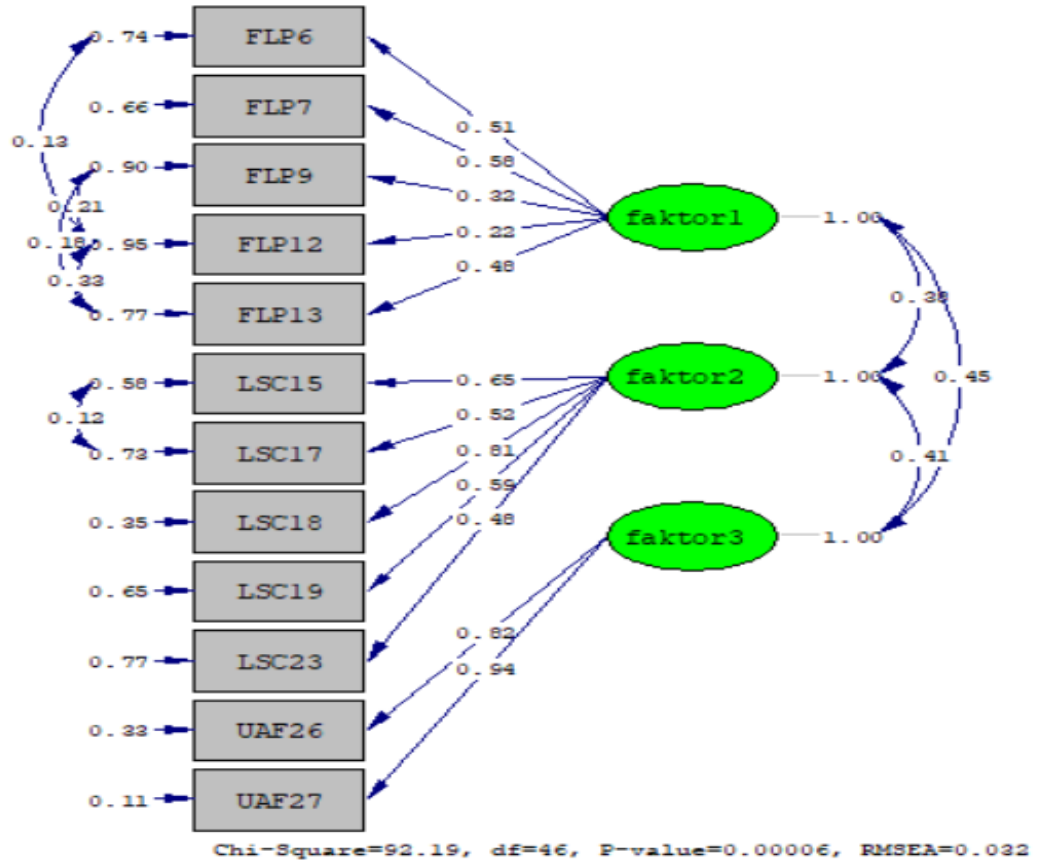 0.74 FLP6
0.66 FLP7
0.90 FLP9
0.95 FLP12
0.77 FLP13
0.58 LSC15
0.73 LSC17
0.35 LSC18
0.65 LSC19
0.77 LSC23
0.33 UAF26
0.11 UAF27
0.13
0.21
0.18
0.33
0.12
0.51
0.58
0.32
0.22
0.48
0.65
0.52
0.81
0.59
0.48
0.82
0.94
faktor1 1.00
faktor2 1.00
faktor3 1.00
0.45
0.41
Chi-Square=92.19, df=46, P-value=0.00006, RMSEA=0.032